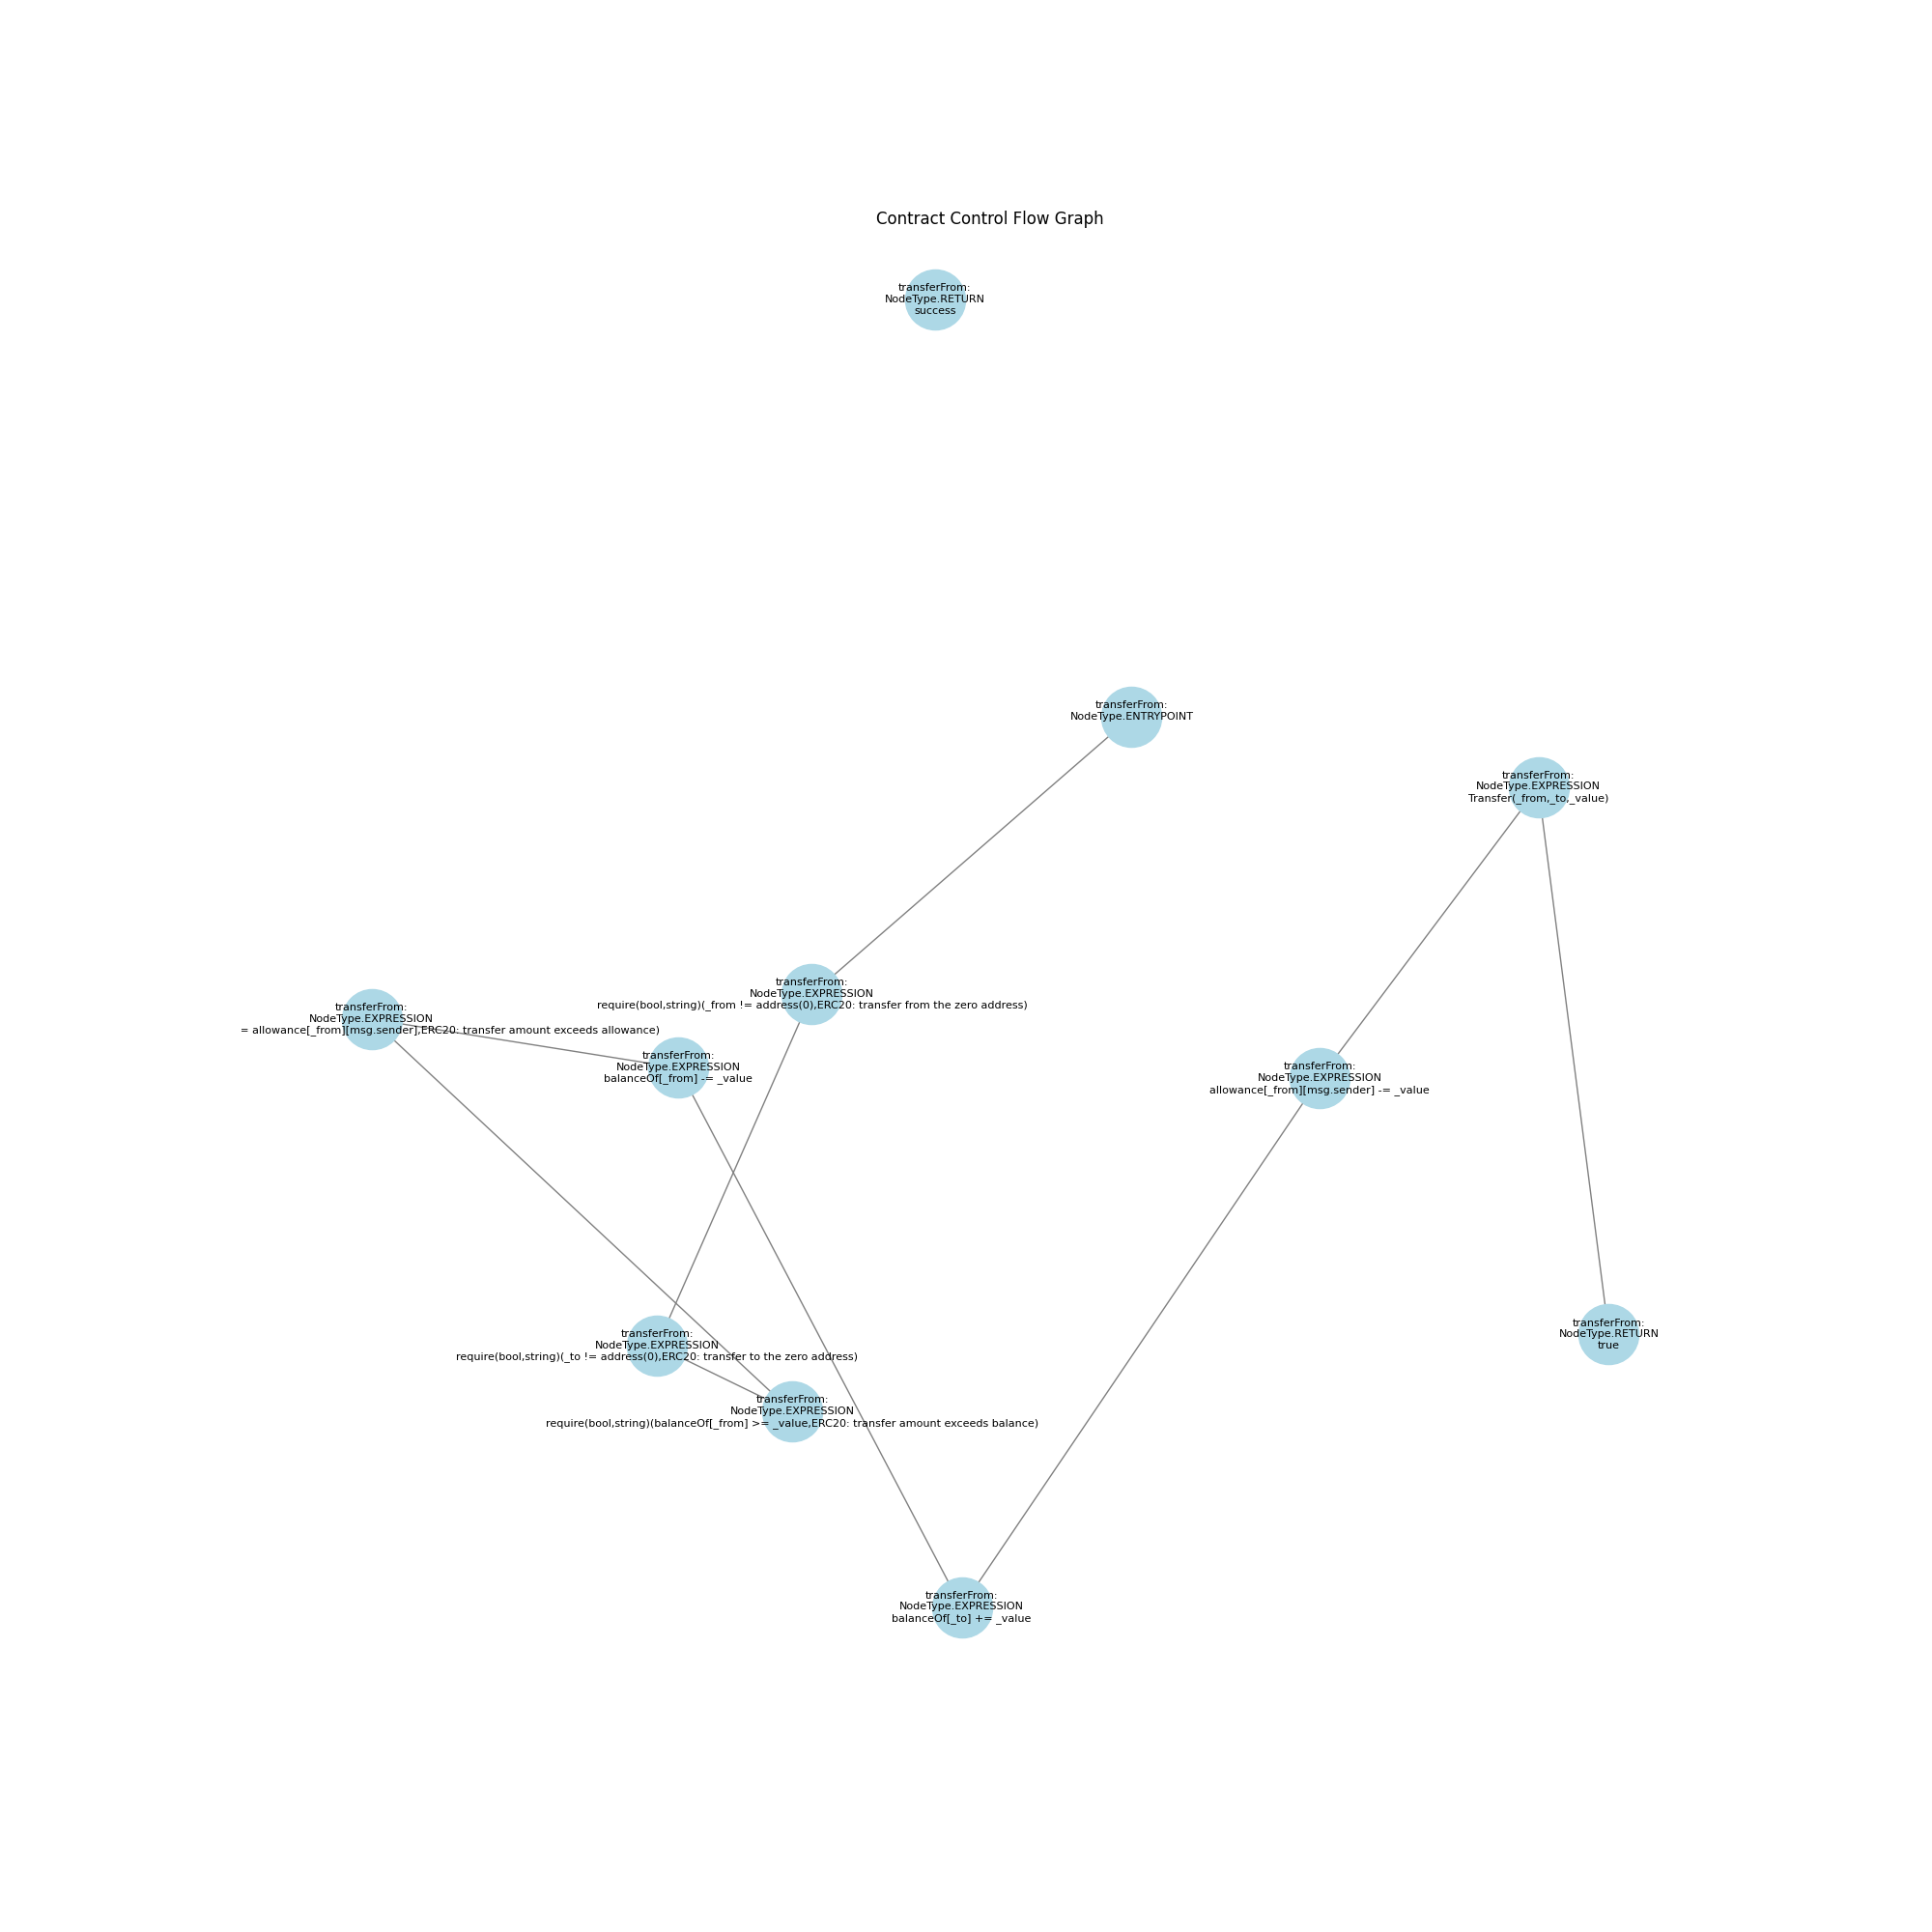 Contract Control Flow Graph
transferFrom:
NodeType.RETURN
success
transferFrom:
NodeType.ENTRYPOINT
transferFrom:
NodeType.EXPRESSION
Transfer(_from,_to,_value)
transferFrom:
NodeType.EXPRESSION
require(bool,string)(_from != address(0),ERC20: transfer from the zero address)
transferFrom:
NodeType.EXPRESSION
= allowance[_from][msg.sender],ERC20: transfer amount exceeds allowance)
transferFrom:
NodeType.EXPRESSION
balanceOf[_from] -= _value
transferFrom:
NodeType.EXPRESSION
allowance[_from][msg.sender] -= _value
transferFrom:
NodeType.RETURN
true
transferFrom:
NodeType.EXPRESSION
require(bool,string)(_to != address(0),ERC20: transfer to the zero address)
transferFrom:
NodeType.EXPRESSION
require(bool,string)(balanceOf[_from] >= _value,ERC20: transfer amount exceeds balance)
transferFrom:
NodeType.EXPRESSION
balanceOf[_to] += _value